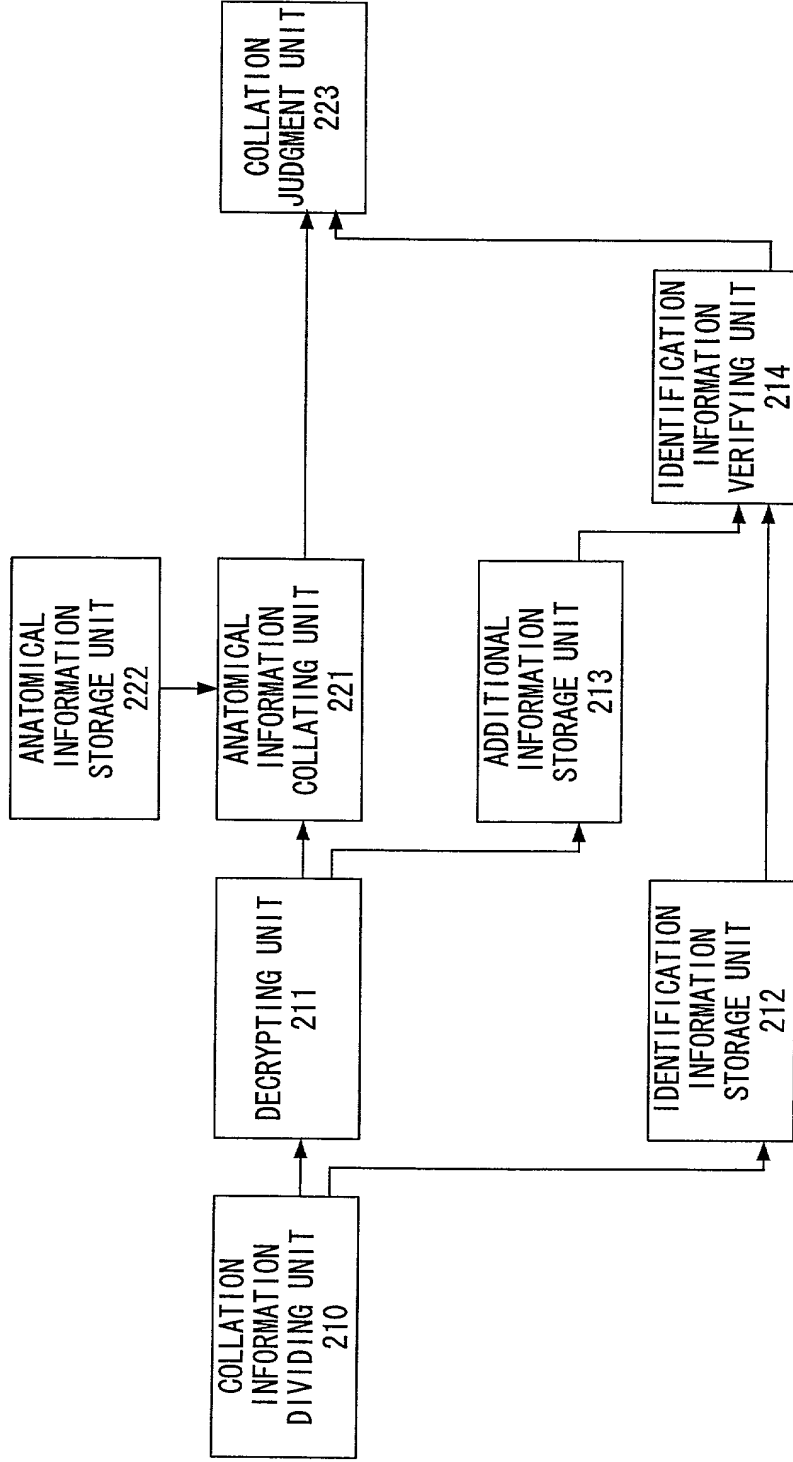 COLLATION
INFORMATION
DIVIDING UNIT
210
DECRYPTING UNIT
211
ANATOMICAL
INFORMATION
STORAGE UNIT
222
ANATOMICAL
INFORMATION
COLLATING UNIT
221
COLLATION
JUDGMENT UNIT
223
ADDITIONAL
INFORMATION
STORAGE UNIT
213
IDENTIFICATION
INFORMATION
STORAGE UNIT
212
IDENTIFICATION
INFORMATION
VERIFYING UNIT
214